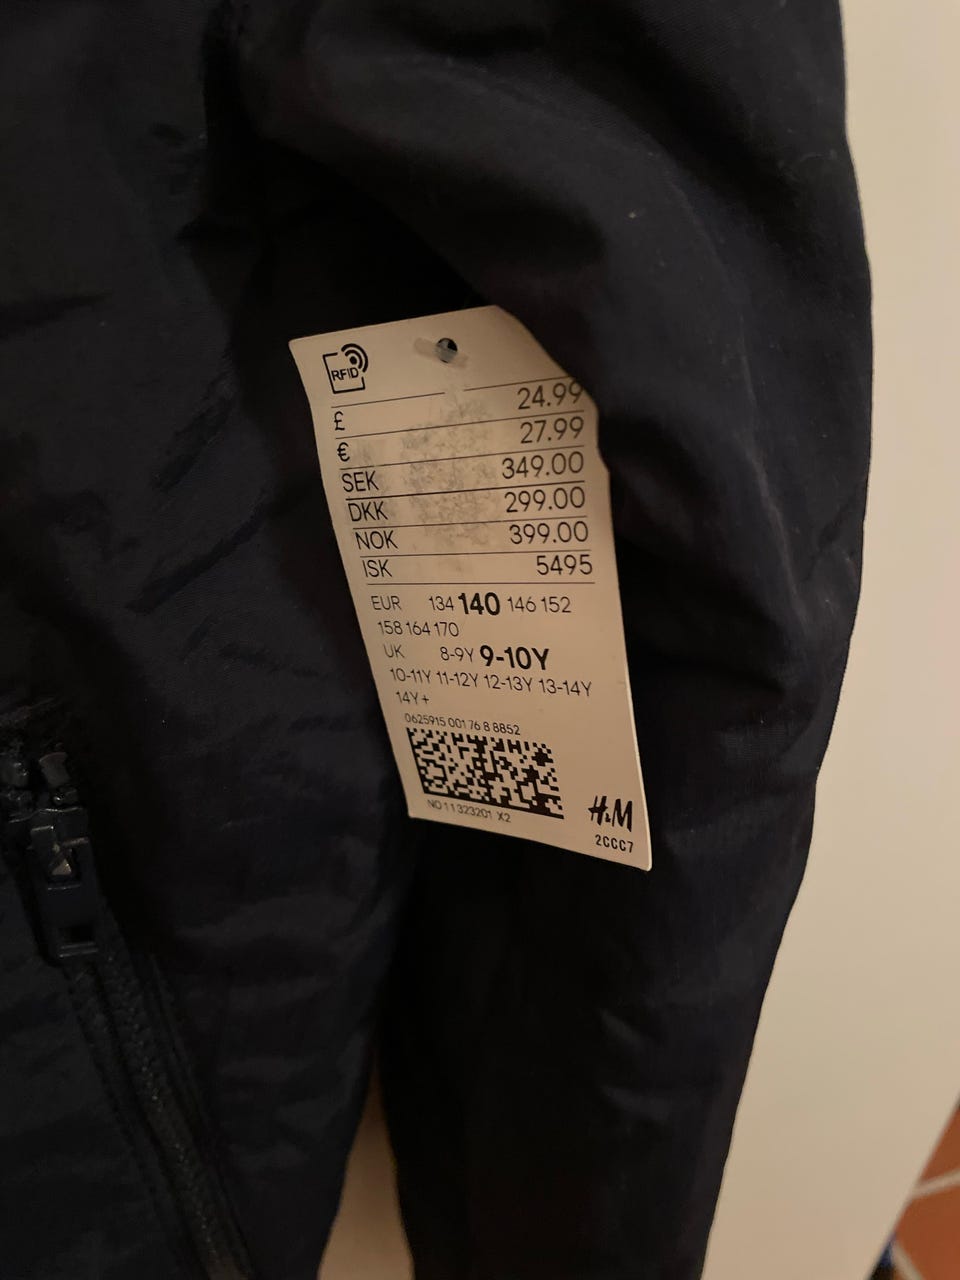 RFID
£ 24.99
€ 27.99
SEK 349.00
DKK 299.00
NOK 399.00
ISK 5495
EUR 134 140 146 152
158 164 170
UK 8-9Y 9-10Y
10-11Y 11-12Y 12-13Y 13-14Y
14Y+
0625915 001 76 8 8852
NO 11323201 X2
H&M
2CCC7